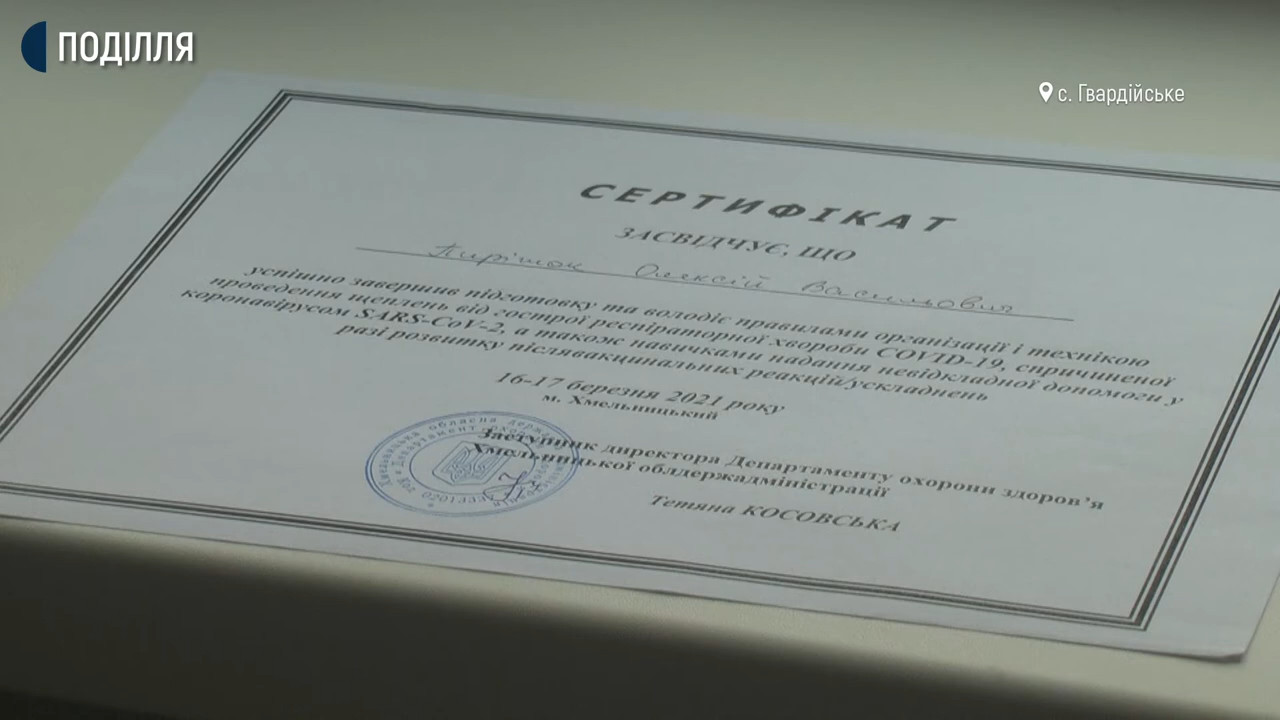 ПОДІЛЛЯ
с. Гвардійське
СЕРТИФІКАТ
ЗАСВІДЧУЄ, ЩО
Олексій Васильович
успішно завершив підготовку та володіє правилами організації і технікою
проведення щеплень від гострої респіраторної хвороби COVID-19, спричиненої
коронавірусом SARS-CoV-2, а також навичками надання невідкладної допомоги у
разі розвитку післявакцинальних реакцій/ускладнень
16-17 березня 2021 року
м. Хмельницький
Заступник директора Департаменту охорони здоров’я
Хмельницької облдержадміністрації
Тетяна КОСОВСЬКА